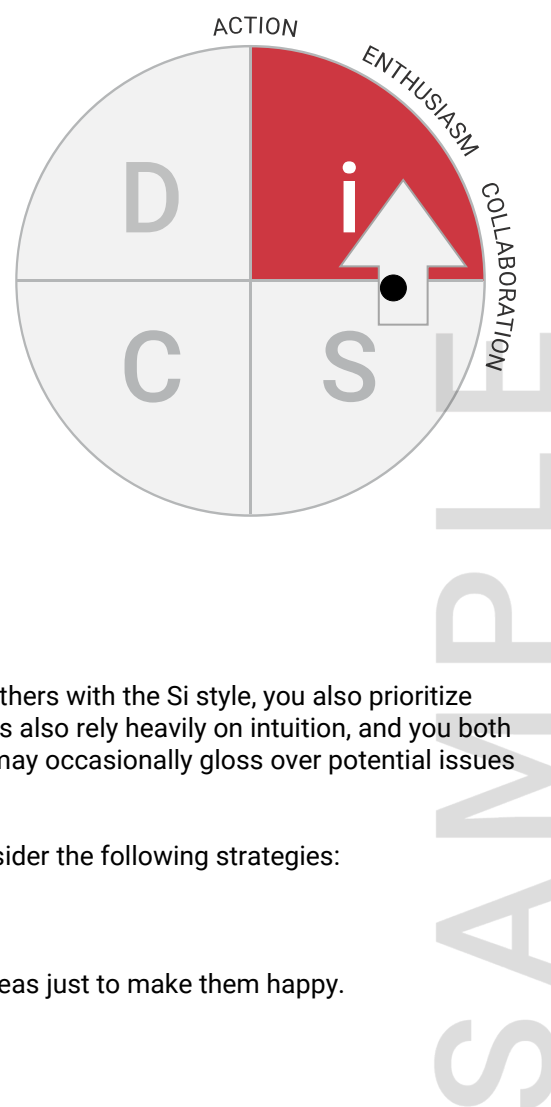 ACTION
ENTHUSIASM
COLLABORATION
D
i
C
S
thers with the Si style, you also prioritize
s also rely heavily on intuition, and you both
may occasionally gloss over potential issues
sider the following strategies:
eas just to make them happy.
SAMPLE